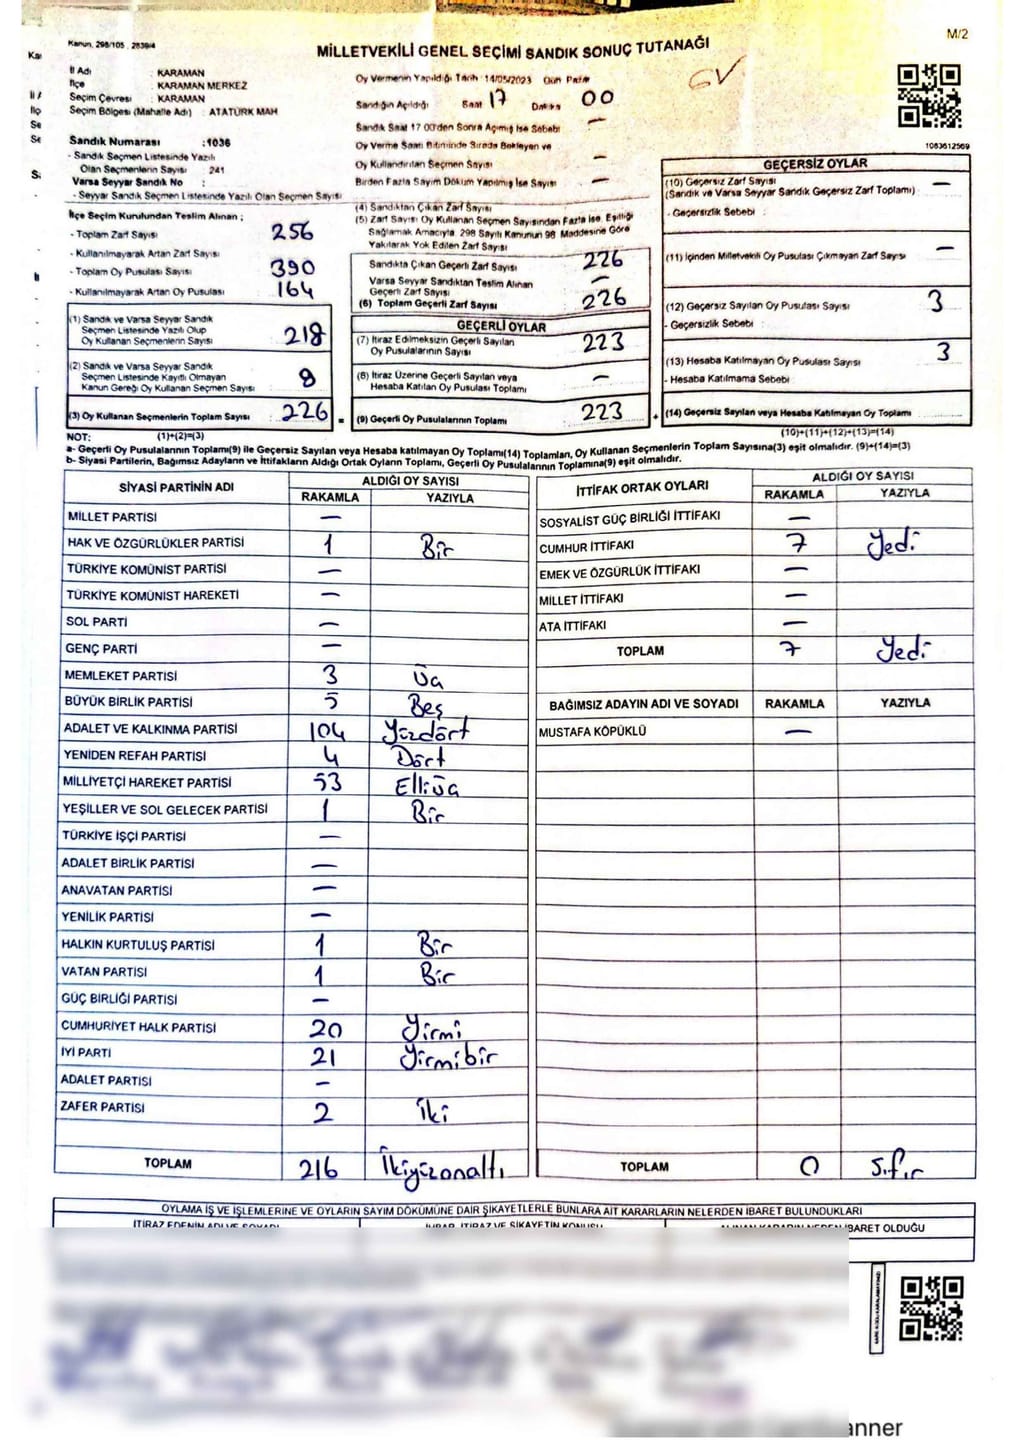 Kanun, 298/105, 2839/4
M/2
MİLLETVEKİLİ GENEL SEÇİMİ SANDIK SONUÇ TUTANAĞI
İl Adı : KARAMAN
İlçe : KARAMAN MERKEZ
Seçim Çevresi : KARAMAN
Seçim Bölgesi (Mahalle Adı) : ATATÜRK MAH
Sandık Numarası :1036
- Sandık Seçmen Listesinde Yazılı
Olan Seçmenlerin Sayısı : 241
Varsa Seyyar Sandık No :
- Seyyar Sandık Seçmen Listesinde Yazılı Olan Seçmen Sayısı
İlçe Seçim Kurulundan Teslim Alınan ;
- Toplam Zarf Sayısı 256
- Kullanılmayarak Artan Zarf Sayısı
- Toplam Oy Pusulası Sayısı 390
- Kullanılmayarak Artan Oy Pusulası 164
(1) Sandık ve Varsa Seyyar Sandık
Seçmen Listesinde Yazılı Olup
Oy Kullanan Seçmenlerin Sayısı 218
(2) Sandık ve Varsa Seyyar Sandık
Seçmen Listesinde Kayıtlı Olmayan
Kanun Gereği Oy Kullanan Seçmen Sayısı 8
(3) Oy Kullanan Seçmenlerin Toplam Sayısı 226 =
Oy Vermenin Yapıldığı Tarih 14/05/2023 Gün Pazar
Sandığın Açıldığı Saat 17 Dakika 00
Sandık Saat 17 00'den Sonra Açılmış İse Sebebi —
Oy Verme Saati Bitiminde Sırada Bekleyen ve
Oy Kullandırılan Seçmen Sayısı —
Birden Fazla Sayım Döküm Yapılmış İse Sayısı —
(4) Sandıktan Çıkan Zarf Sayısı
(5) Zarf Sayısı Oy Kullanan Seçmen Sayısından Fazla İse, Eşitliği
Sağlamak Amacıyla, 298 Sayılı Kanunun 98 Maddesine Göre
Yakılarak Yok Edilen Zarf Sayısı
Sandıkta Çıkan Geçerli Zarf Sayısı 226
Varsa Seyyar Sandıktan Teslim Alınan
Geçerli Zarf Sayısı —
(6) Toplam Geçerli Zarf Sayısı 226
GEÇERLİ OYLAR
(7) İtiraz Edilmeksizin Geçerli Sayılan
Oy Pusulalarının Sayısı 223
(8) İtiraz Üzerine Geçerli Sayılan veya
Hesaba Katılan Oy Pusulası Toplamı —
(9) Geçerli Oy Pusulalarının Toplamı 223 +
1083612569
GEÇERSİZ OYLAR
(10) Geçersiz Zarf Sayısı —
(Sandık ve Varsa Seyyar Sandık Geçersiz Zarf Toplamı)
- Geçersizlik Sebebi :
(11) İçinden Milletvekili Oy Pusulası Çıkmayan Zarf Sayısı —
(12) Geçersiz Sayılan Oy Pusulası Sayısı 3
- Geçersizlik Sebebi :
(13) Hesaba Katılmayan Oy Pusulası Sayısı 3
- Hesaba Katılmama Sebebi
(14) Geçersiz Sayılan veya Hesaba Katılmayan Oy Toplamı
NOT: (1)+(2)=(3) (10)+(11)+(12)+(13)=(14)
a- Geçerli Oy Pusulalarının Toplamı(9) ile Geçersiz Sayılan veya Hesaba katılmayan Oy Toplamı(14) Toplamları, Oy Kullanan Seçmenlerin Toplam Sayısına(3) eşit olmalıdır. (9)+(14)=(3)
b- Siyasi Partilerin, Bağımsız Adayların ve İttifakların Aldığı Ortak Oyların Toplamı, Geçerli Oy Pusulalarının Toplamına(9) eşit olmalıdır.
SİYASİ PARTİNİN ADI ALDIĞI OY SAYISI
RAKAMLA YAZIYLA
MİLLET PARTİSİ —
HAK VE ÖZGÜRLÜKLER PARTİSİ 1 Bir
TÜRKİYE KOMÜNİST PARTİSİ —
TÜRKİYE KOMÜNİST HAREKETİ —
SOL PARTİ —
GENÇ PARTİ —
MEMLEKET PARTİSİ 3 Üç
BÜYÜK BİRLİK PARTİSİ 5 Beş
ADALET VE KALKINMA PARTİSİ 104 Yüzdört
YENİDEN REFAH PARTİSİ 4 Dört
MİLLİYETÇİ HAREKET PARTİSİ 53 Elliüç
YEŞİLLER VE SOL GELECEK PARTİSİ 1 Bir
TÜRKİYE İŞÇİ PARTİSİ —
ADALET BİRLİK PARTİSİ —
ANAVATAN PARTİSİ —
YENİLİK PARTİSİ —
HALKIN KURTULUŞ PARTİSİ 1 Bir
VATAN PARTİSİ 1 Bir
GÜÇ BİRLİĞİ PARTİSİ —
CUMHURİYET HALK PARTİSİ 20 Yirmi
İYİ PARTİ 21 Yirmibir
ADALET PARTİSİ —
ZAFER PARTİSİ 2 İki
TOPLAM 216 İkiyüzonaltı
İTTİFAK ORTAK OYLARI ALDIĞI OY SAYISI
RAKAMLA YAZIYLA
SOSYALİST GÜÇ BİRLİĞİ İTTİFAKI —
CUMHUR İTTİFAKI 7 Yedi
EMEK VE ÖZGÜRLÜK İTTİFAKI —
MİLLET İTTİFAKI —
ATA İTTİFAKI —
TOPLAM 7 Yedi
BAĞIMSIZ ADAYIN ADI VE SOYADI RAKAMLA YAZIYLA
MUSTAFA KÖPÜKLÜ —
TOPLAM 0 Sıfır
OYLAMA İŞ VE İŞLEMLERİNE VE OYLARIN SAYIM DÖKÜMÜNE DAİR ŞİKAYETLERLE BUNLARA AİT KARARLARIN NELERDEN İBARET BULUNDUKLARI
İTİRAZ EDENİN ADI VE SOYADI İHBAR, İTİRAZ VE ŞİKAYETİN KONUSU İBARET OLDUĞU
anner